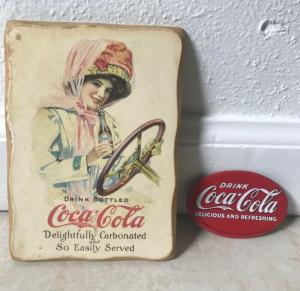 DRINK BOTTLED
Coca-Cola
Delightfully Carbonated
and
So Easily Served
DRINK
Coca-Cola
DELICIOUS AND REFRESHING